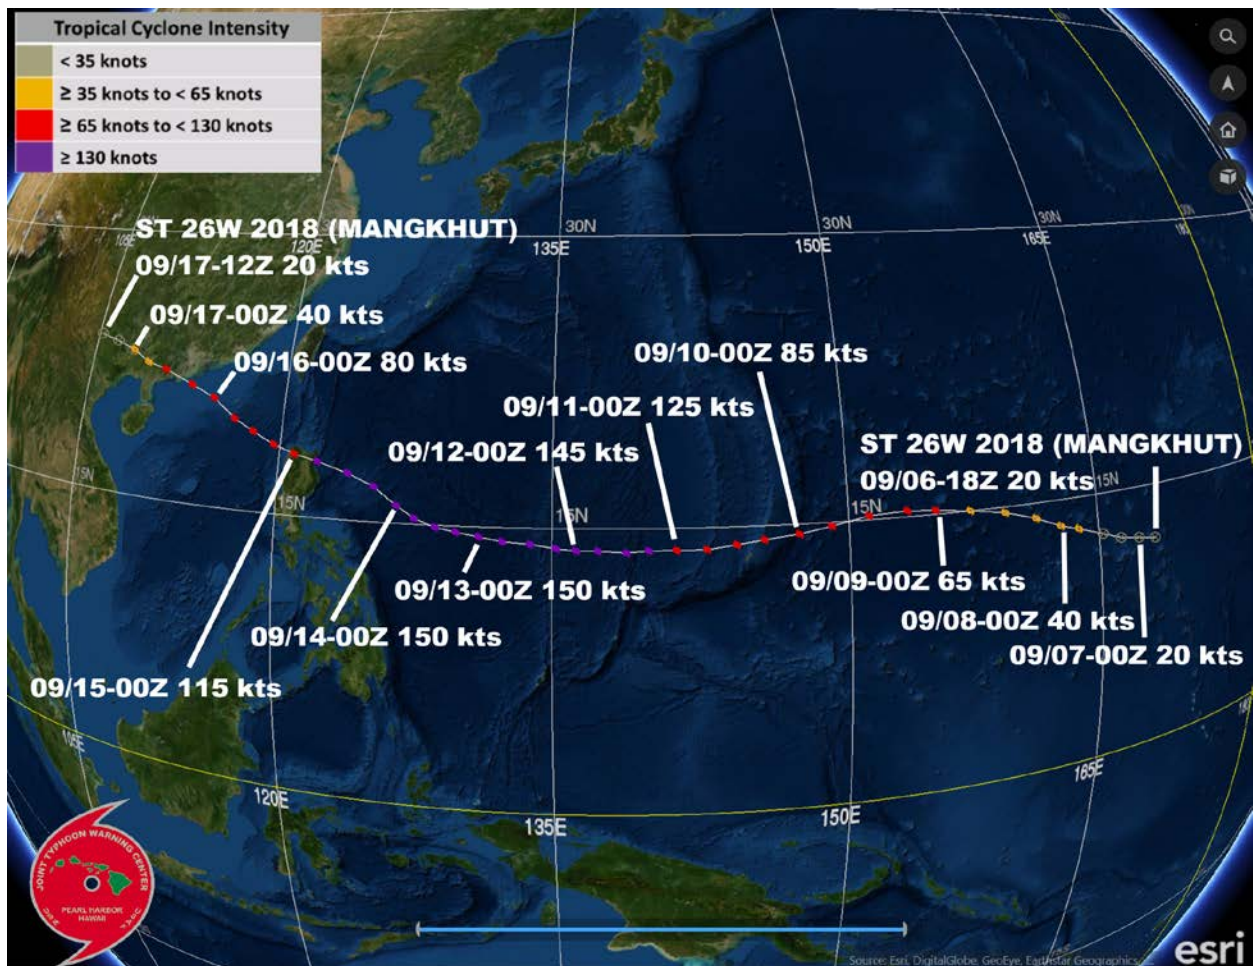 Tropical Cyclone Intensity
< 35 knots
≥ 35 knots to < 65 knots
≥ 65 knots to < 130 knots
≥ 130 knots
30N
30N
30N
105E
120E
135E
150E
165E
180
ST 26W 2018 (MANGKHUT)
09/17-12Z 20 kts
09/17-00Z 40 kts
09/16-00Z 80 kts
09/10-00Z 85 kts
09/11-00Z 125 kts
09/12-00Z 145 kts
ST 26W 2018 (MANGKHUT)
09/06-18Z 20 kts
15N
15N
15N
15N
15N
09/13-00Z 150 kts
09/09-00Z 65 kts
09/08-00Z 40 kts
09/14-00Z 150 kts
09/07-00Z 20 kts
09/15-00Z 115 kts
105E
120E
135E
150E
165E
JOINT TYPHOON WARNING CENTER
PEARL HARBOR
HAWAII
Source: Esri, DigitalGlobe, GeoEye, Earthstar Geographics
esri